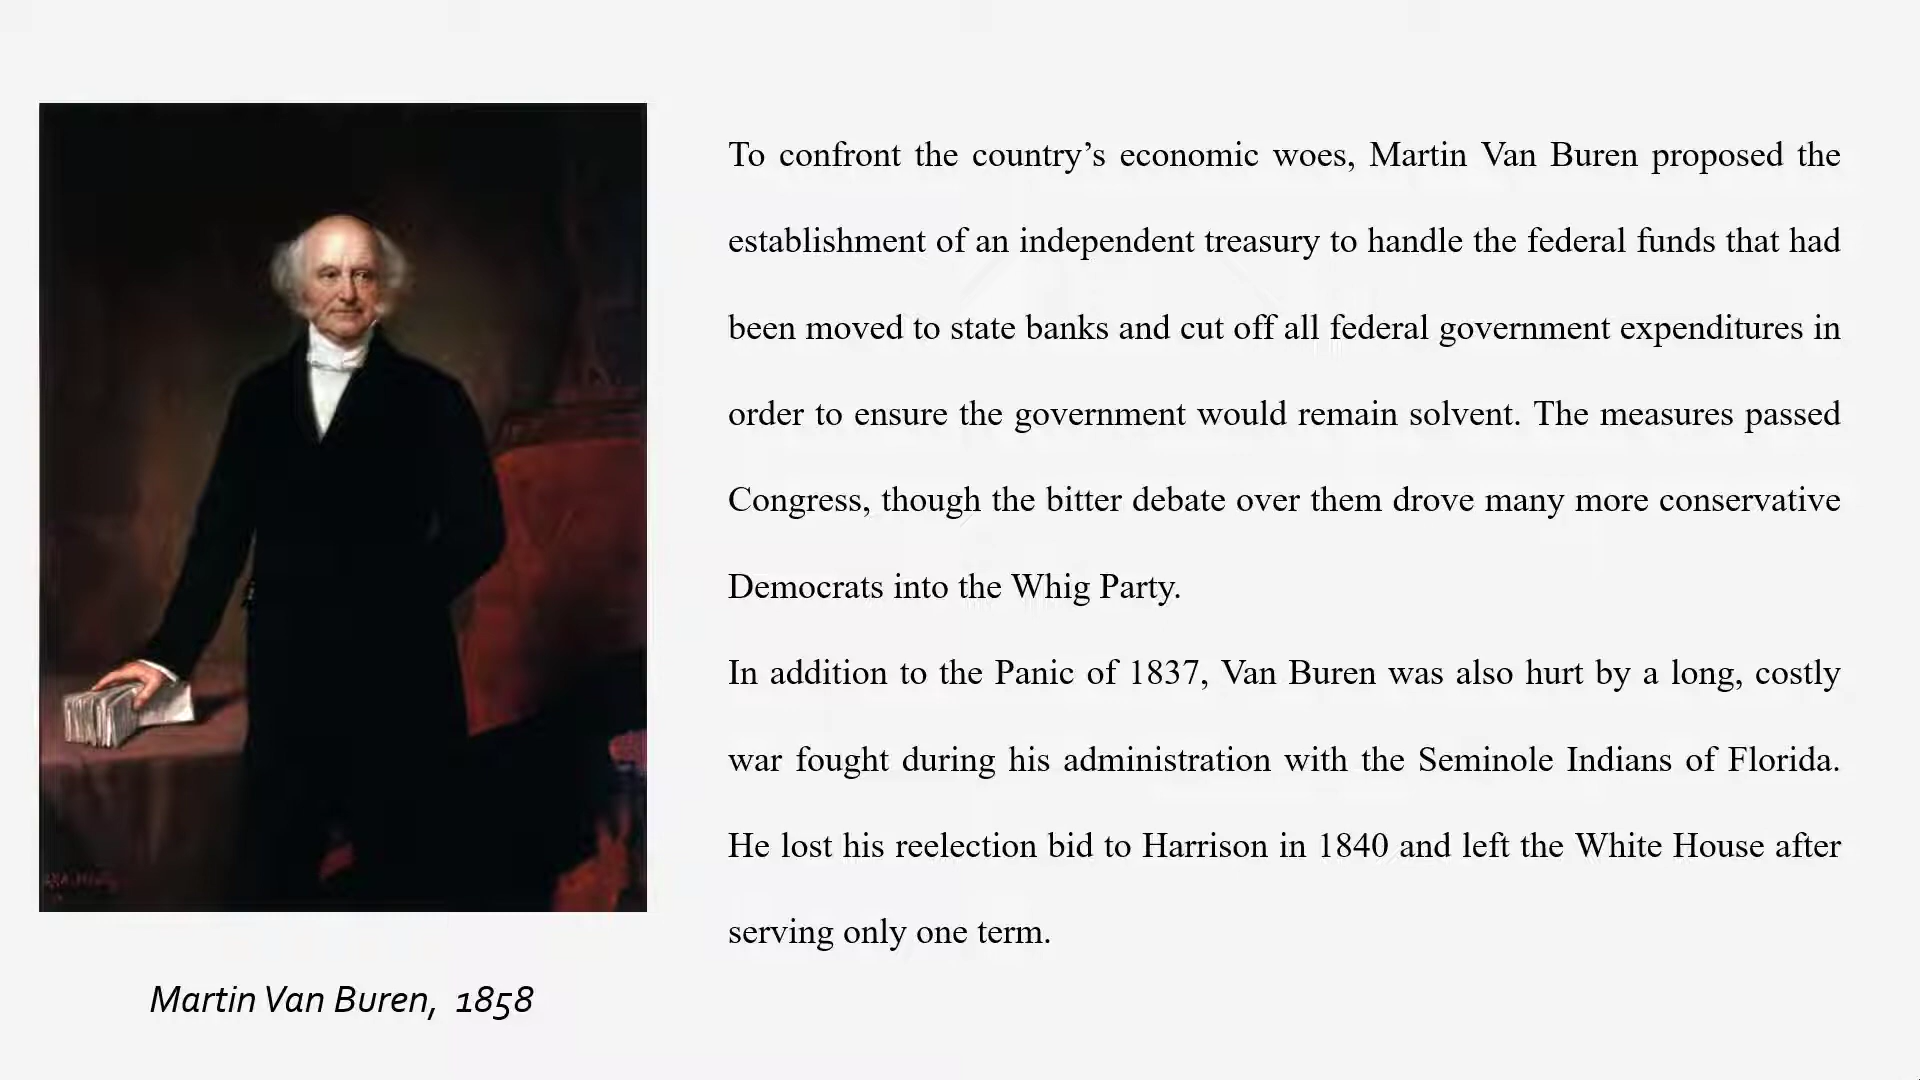 To confront the country’s economic woes, Martin Van Buren proposed the
establishment of an independent treasury to handle the federal funds that had
been moved to state banks and cut off all federal government expenditures in
order to ensure the government would remain solvent. The measures passed
Congress, though the bitter debate over them drove many more conservative
Democrats into the Whig Party.
In addition to the Panic of 1837, Van Buren was also hurt by a long, costly
war fought during his administration with the Seminole Indians of Florida.
He lost his reelection bid to Harrison in 1840 and left the White House after
serving only one term.
Martin Van Buren, 1858